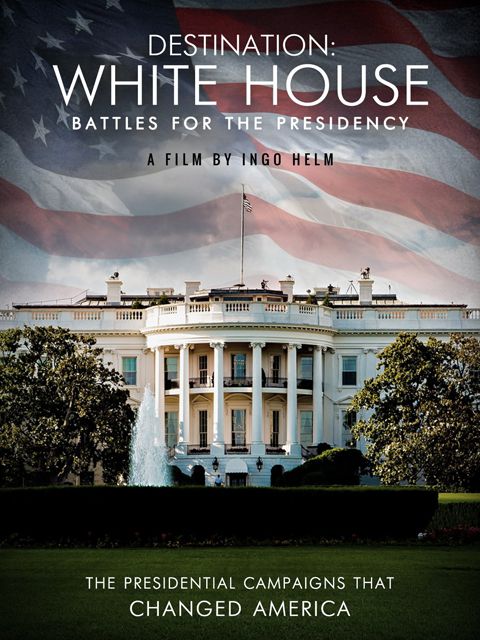 DESTINATION:
WHITE HOUSE
BATTLES FOR THE PRESIDENCY
A FILM BY INGO HELM
THE PRESIDENTIAL CAMPAIGNS THAT
CHANGED AMERICA